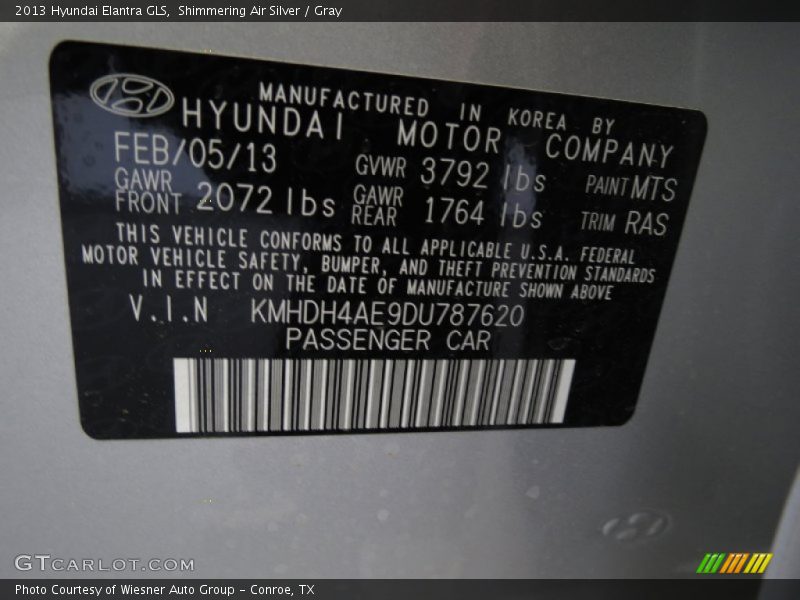 2013 Hyundai Elantra GLS, Shimmering Air Silver / Gray
MANUFACTURED IN KOREA BY
HYUNDAI MOTOR COMPANY
FEB/05/13 GVWR 3792 lbs PAINT MTS
GAWR FRONT 2072 lbs GAWR REAR 1764 lbs TRIM RAS
THIS VEHICLE CONFORMS TO ALL APPLICABLE U.S.A. FEDERAL
MOTOR VEHICLE SAFETY, BUMPER, AND THEFT PREVENTION STANDARDS
IN EFFECT ON THE DATE OF MANUFACTURE SHOWN ABOVE
V.I.N KMHDH4AE9DU787620
PASSENGER CAR
GTCARLOT.COM
Photo Courtesy of Wiesner Auto Group - Conroe, TX